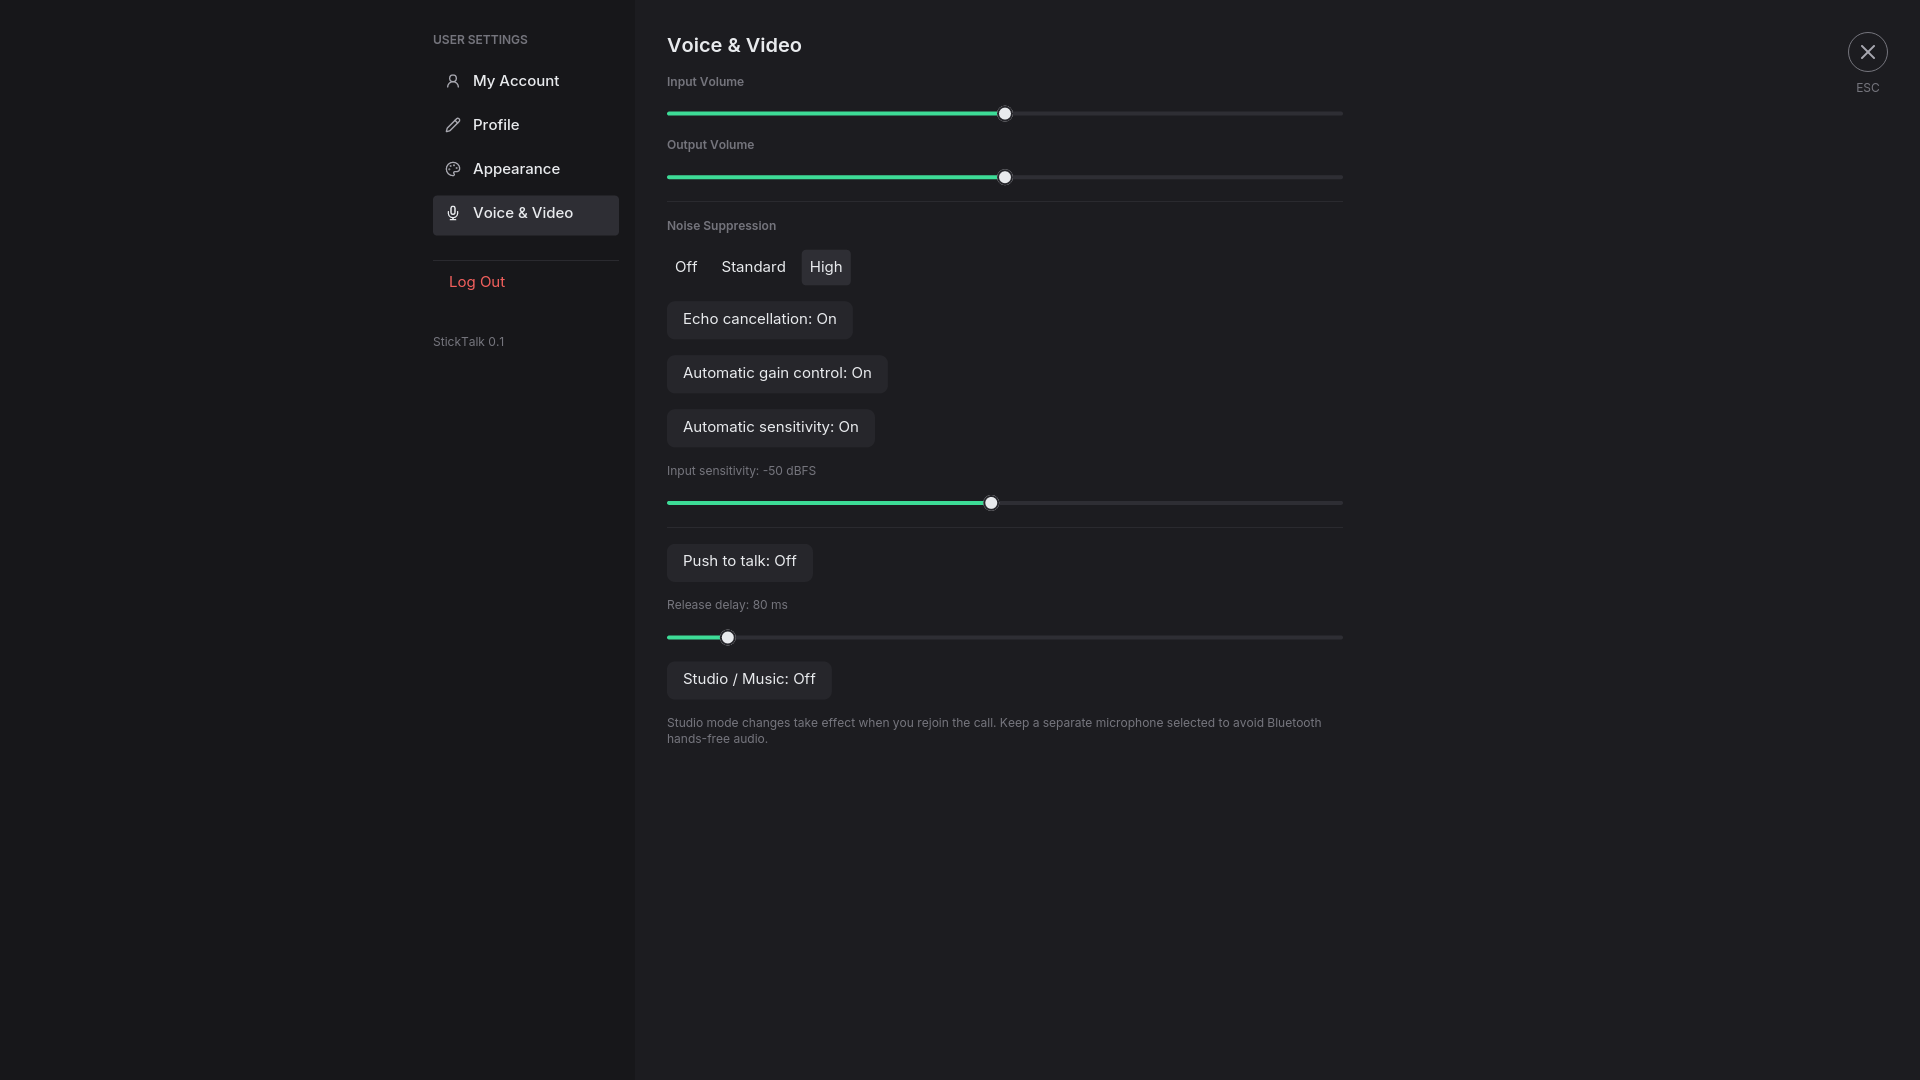 USER SETTINGS
My Account
Profile
Appearance
Voice & Video
Log Out
StickTalk 0.1
Voice & Video
Input Volume
Output Volume
Noise Suppression
Off Standard High
Echo cancellation: On
Automatic gain control: On
Automatic sensitivity: On
Input sensitivity: -50 dBFS
Push to talk: Off
Release delay: 80 ms
Studio / Music: Off
Studio mode changes take effect when you rejoin the call. Keep a separate microphone selected to avoid Bluetooth
hands-free audio.
ESC